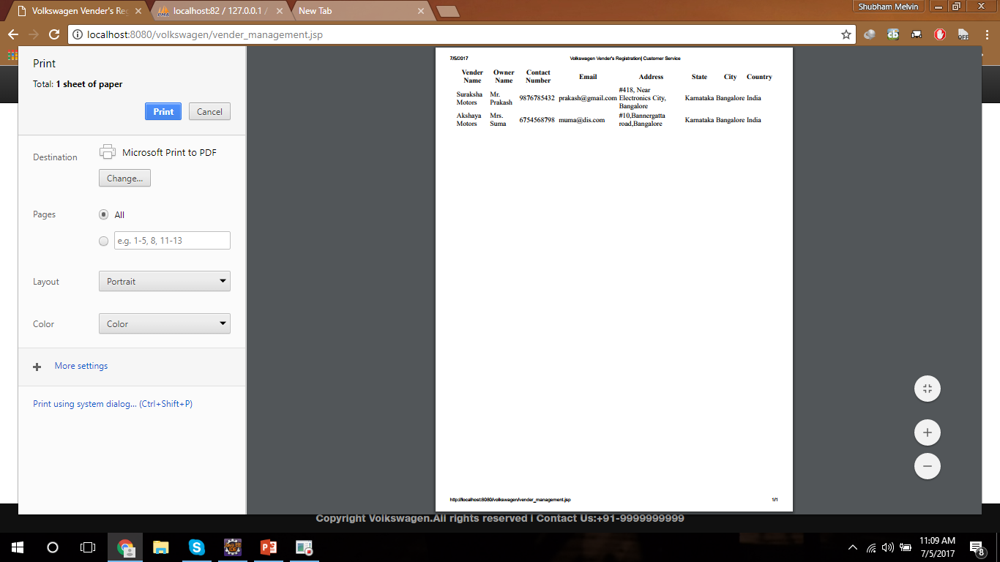 Volkswagen Vender's Reg
localhost:82 / 127.0.0.1 /
New Tab
Shubham Melvin
localhost:8080/volkswagen/vender_management.jsp
OFF
Print
Total: 1 sheet of paper
Print
Cancel
Destination
Microsoft Print to PDF
Change...
Pages
All
e.g. 1-5, 8, 11-13
Layout
Portrait
Color
Color
More settings
Print using system dialog... (Ctrl+Shift+P)
7/5/2017
Volkswagen Vender's Registration| Customer Service
Vender Owner Contact
Name Name Number Email Address State City Country
Suraksha Mr. 9876785432 prakash@gmail.com #418, Near
Motors Prakash Electronics City, Karnataka Bangalore India
Bangalore
Akshaya Mrs. 6754568798 muma@dis.com #10,Bannergatta Karnataka Bangalore India
Motors Suma road,Bangalore
http://localhost:8080/volkswagen/vender_management.jsp
1/1
Copyright Volkswagen.All rights reserved | Contact Us:+91-9999999999
11:09 AM
7/5/2017
8